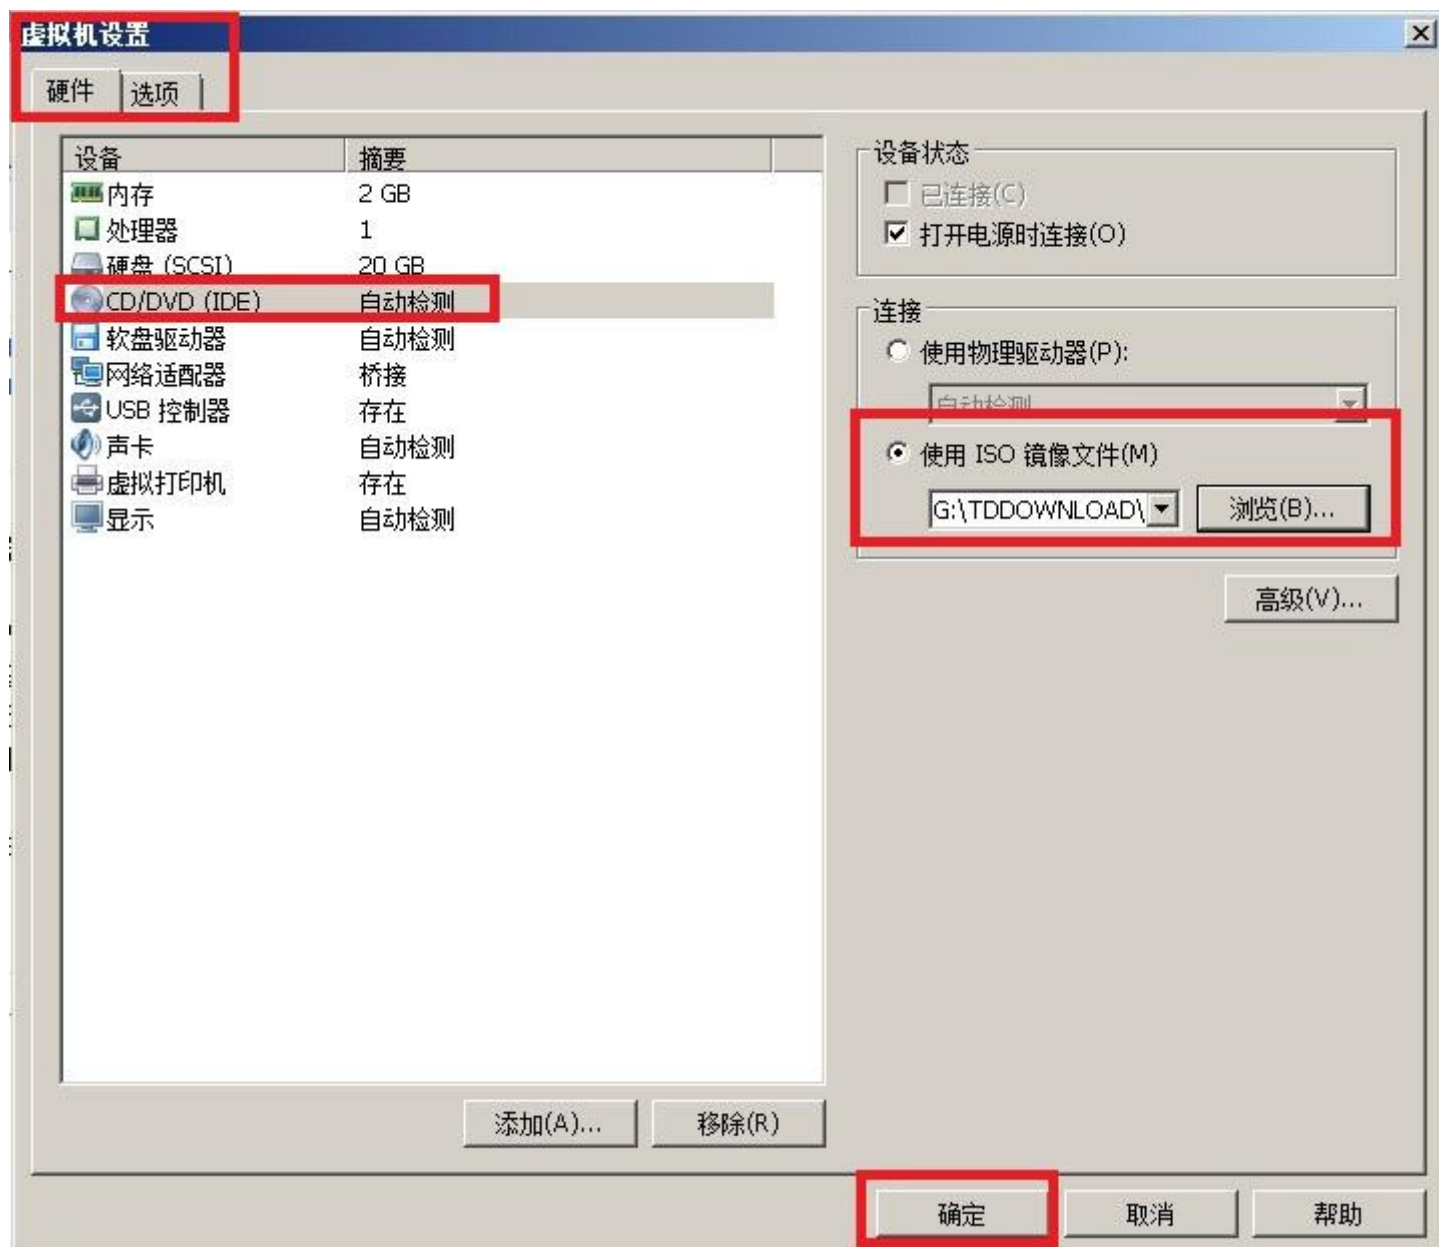 虚拟机设置
硬件 选项
设备 摘要
内存 2 GB
处理器 1
硬盘 (SCSI) 20 GB
CD/DVD (IDE) 自动检测
软盘驱动器 自动检测
网络适配器 桥接
USB 控制器 存在
声卡 自动检测
虚拟打印机 存在
显示 自动检测
添加(A)... 移除(R)
设备状态
已连接(C)
打开电源时连接(O)
连接
使用物理驱动器(P):
自动检测
使用 ISO 镜像文件(M)
G:\TDDOWNLOAD\ 浏览(B)...
高级(V)...
确定 取消 帮助